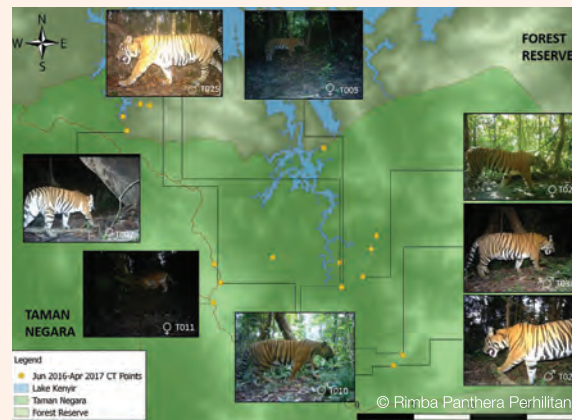 N
W E
S
♂ T025
♀ T005
FOREST
RESERVE
♀ T011
♀ T010
TAMAN
NEGARA
Legend
Jun 2016-Apr 2017 CT Points
Lake Kenyir
Taman Negara
Forest Reserve
0
© Rimba Panthera Perhilitan